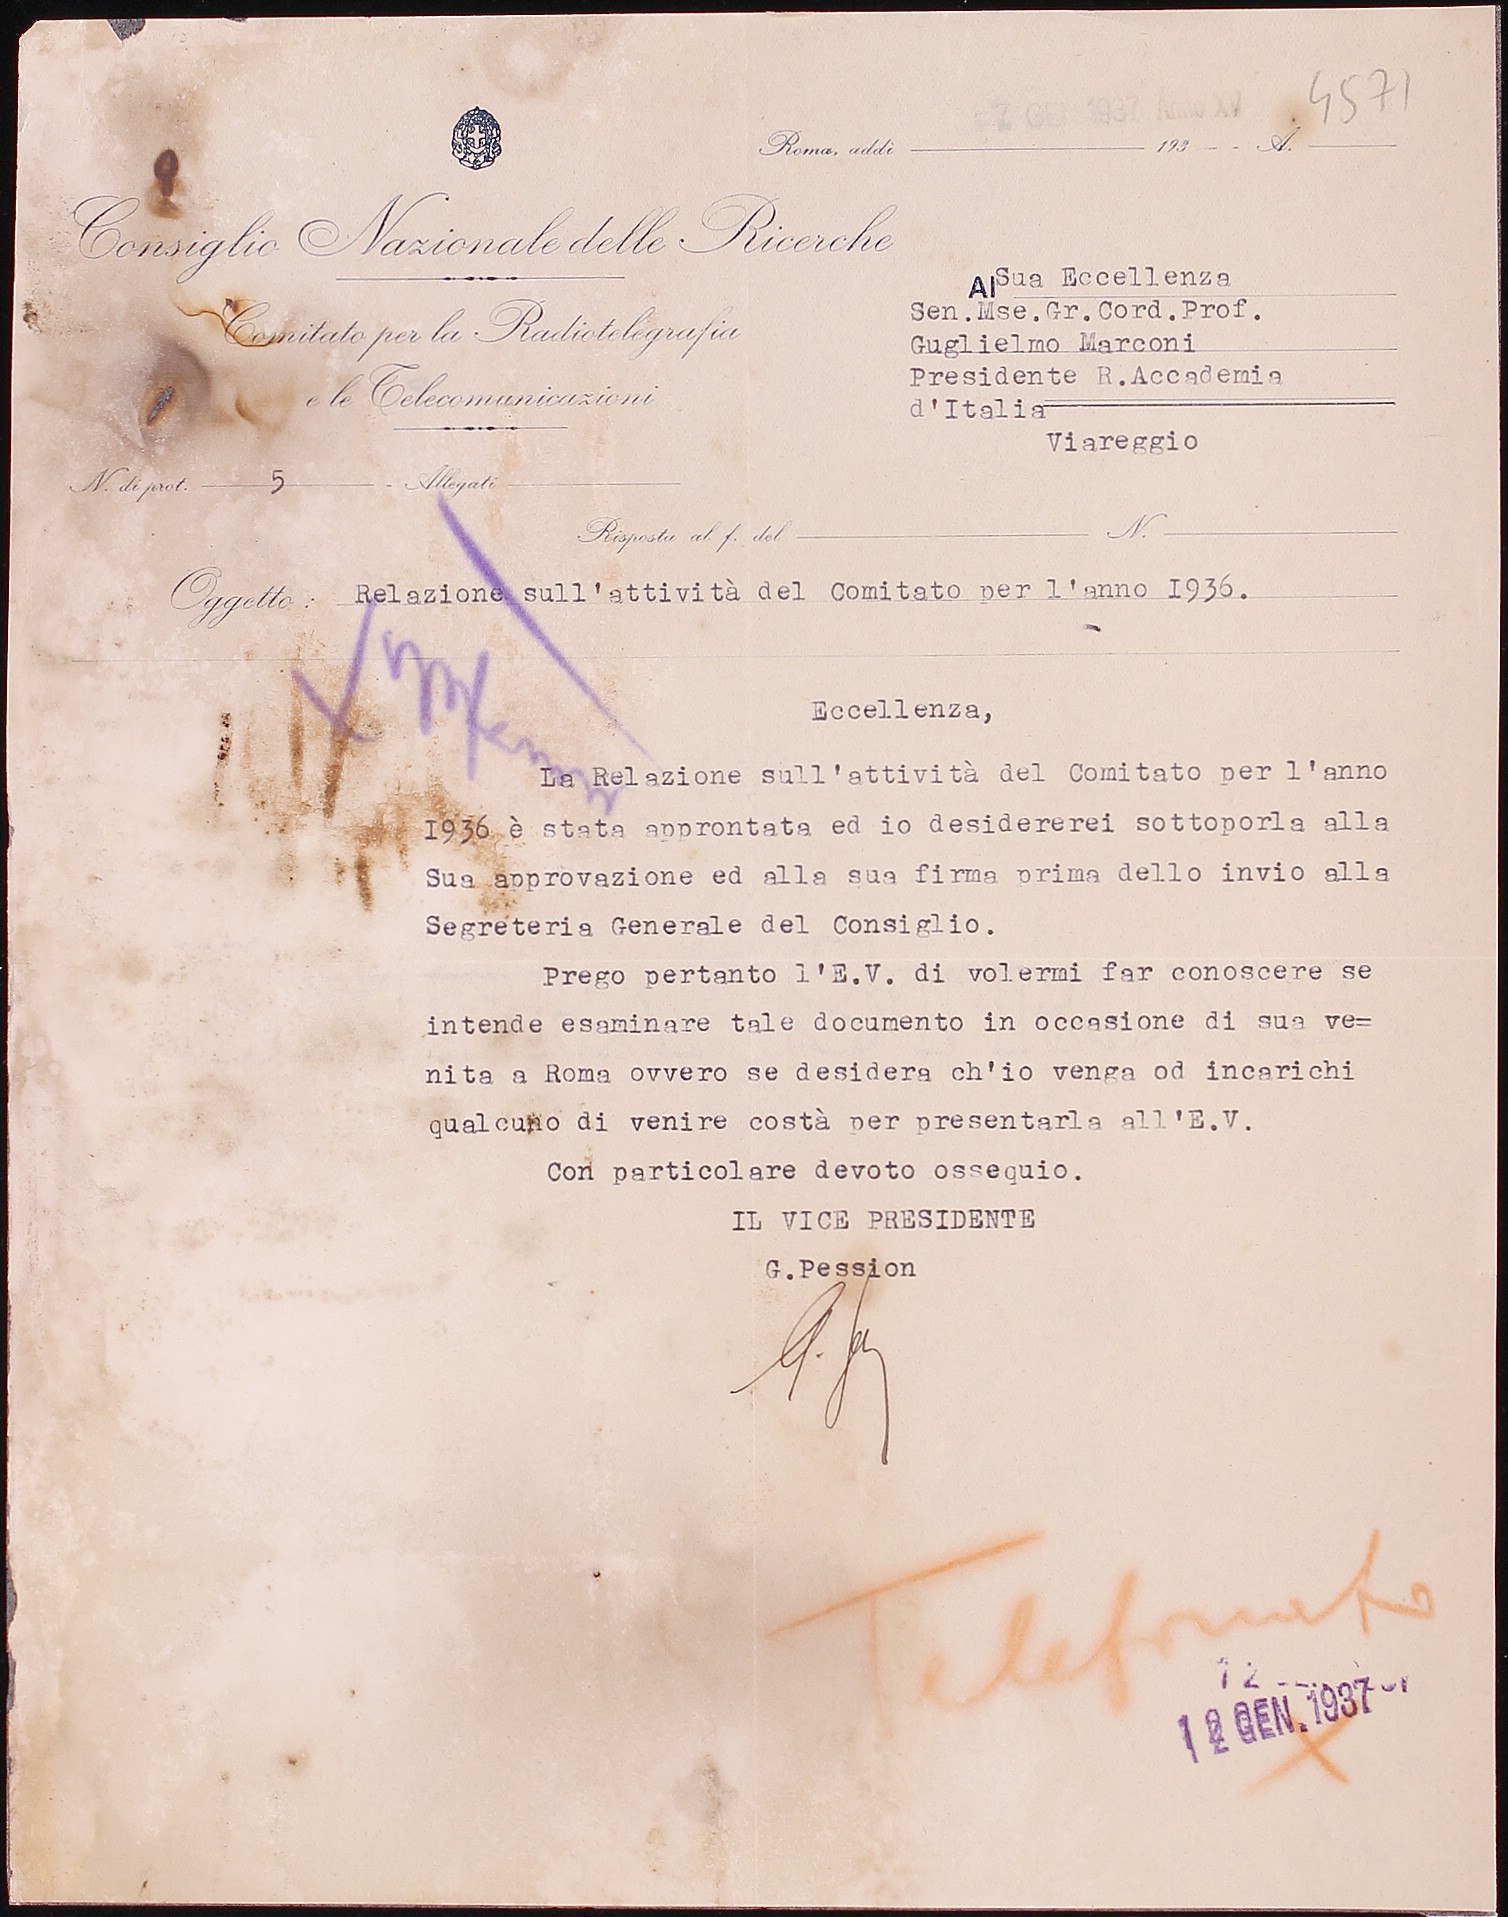 4571
GEN 1937 Anno XV
Roma, addì 193 - - A.
Consiglio Nazionale delle Ricerche
Comitato per la Radiotelegrafia
e le Telecomunicazioni
Al Sua Eccellenza
Sen.Mse.Gr.Cord.Prof.
Guglielmo Marconi
Presidente R.Accademia
d'Italia
Viareggio
N. di prot. 5 - Allegati
Risposta al f. del N.
Oggetto: Relazione sull'attività del Comitato per l'anno 1936.
Eccellenza,
La Relazione sull'attività del Comitato per l'anno
1936 è stata approntata ed io desidererei sottoporla alla
Sua approvazione ed alla sua firma prima dello invio alla
Segreteria Generale del Consiglio.
Prego pertanto l'E.V. di volermi far conoscere se
intende esaminare tale documento in occasione di sua ve=
nita a Roma ovvero se desidera ch'io venga od incarichi
qualcuno di venire costà per presentarla all'E.V.
Con particolare devoto ossequio.
IL VICE PRESIDENTE
G.Pession
Telefonato
12 GEN. 1937